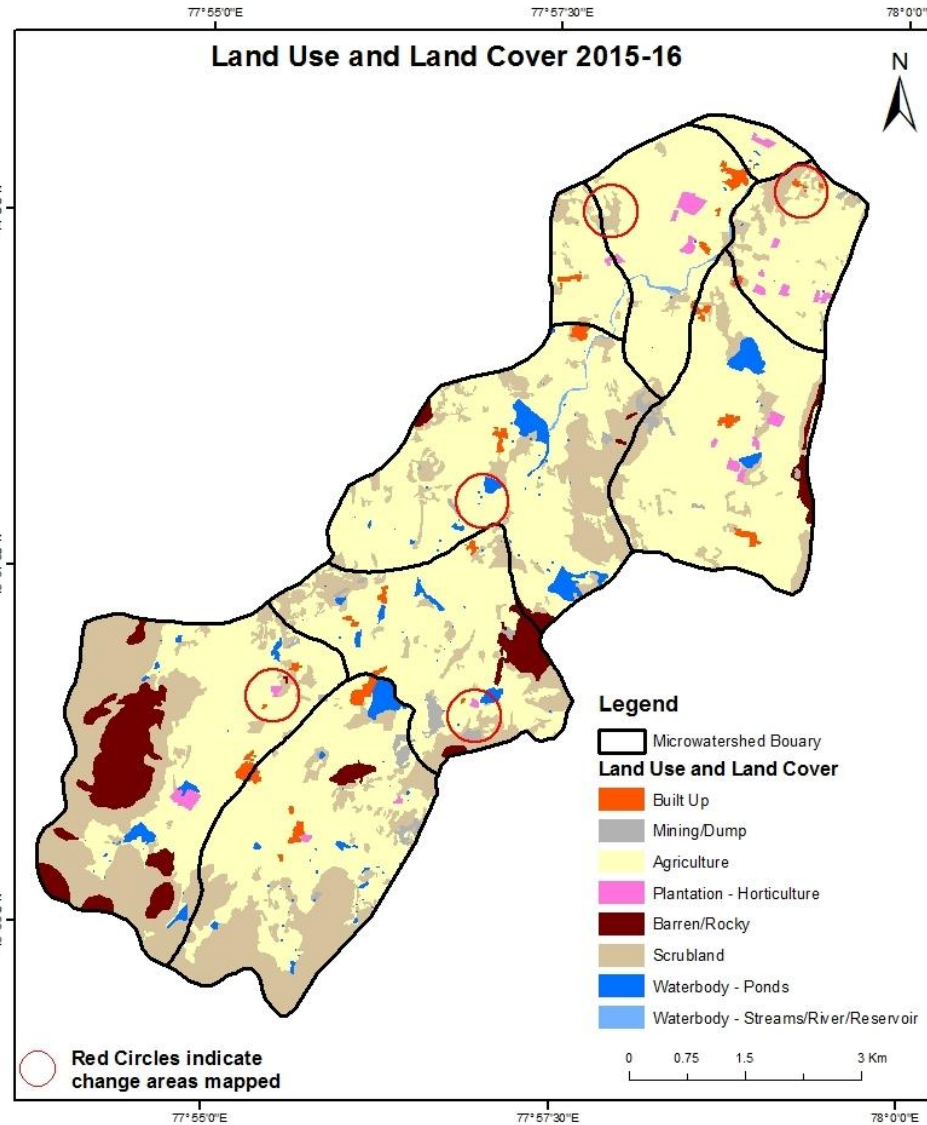 77°55'0"E
77°57'30"E
78°0'0"E
Land Use and Land Cover 2015-16
N
Legend
Microwatershed Bouary
Land Use and Land Cover
Built Up
Mining/Dump
Agriculture
Plantation - Horticulture
Barren/Rocky
Scrubland
Waterbody - Ponds
Waterbody - Streams/River/Reservoir
0 0.75 1.5 3 Km
Red Circles indicate
change areas mapped
77°55'0"E
77°57'30"E
78°0'0"E